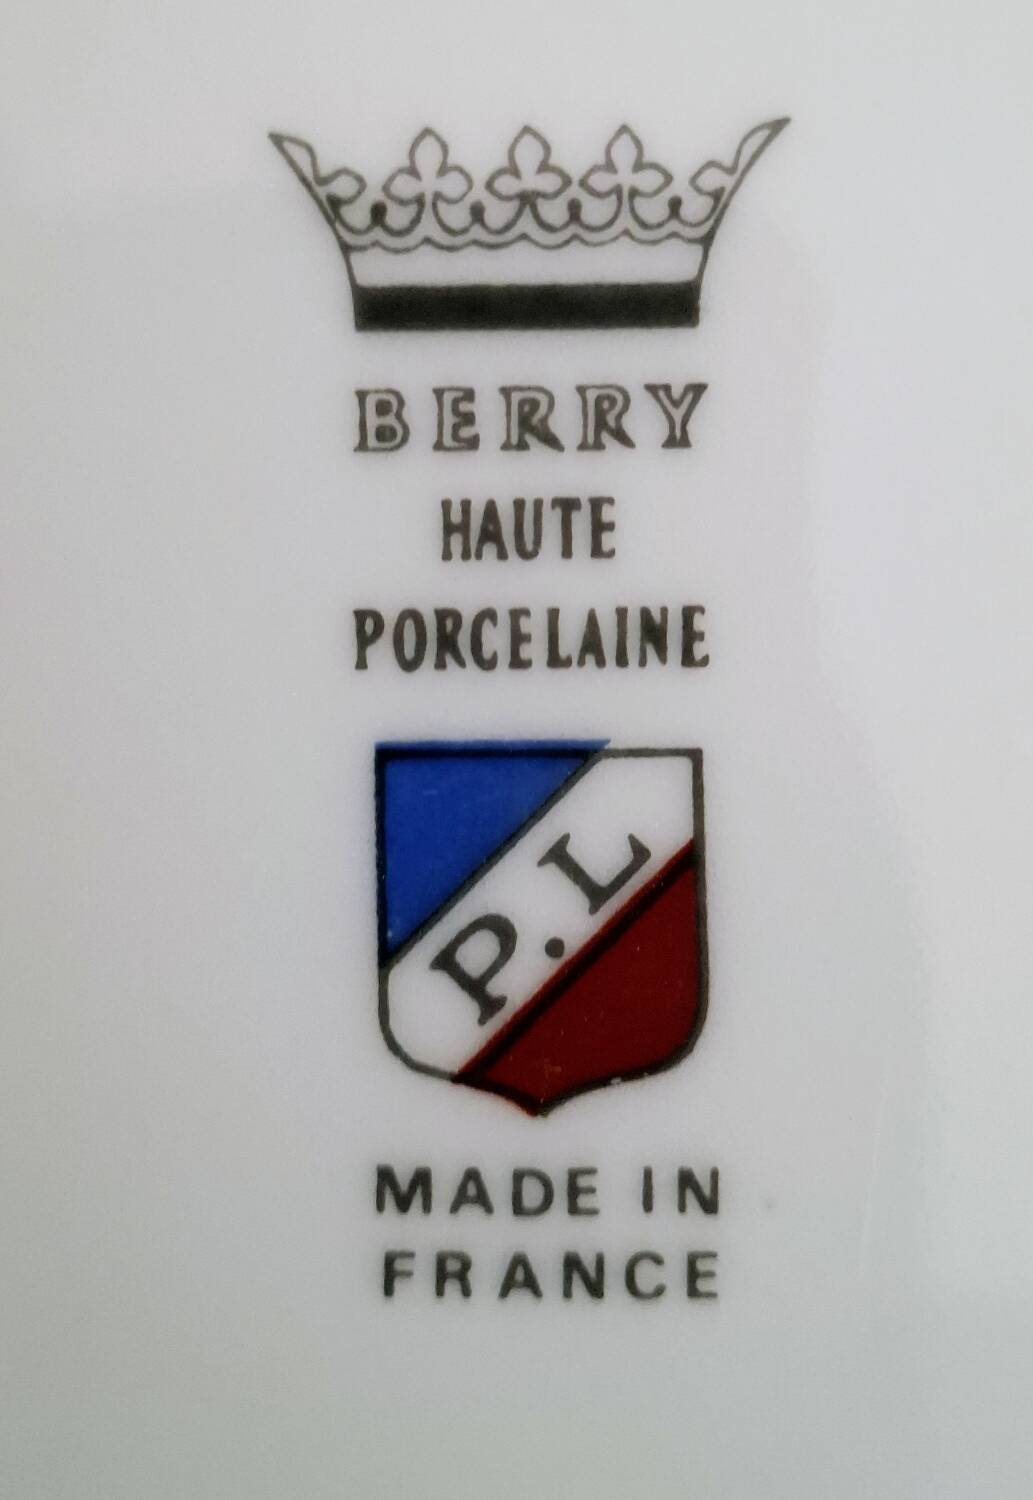 BERRY
HAUTE
PORCELAINE
P.L
MADE IN
FRANCE